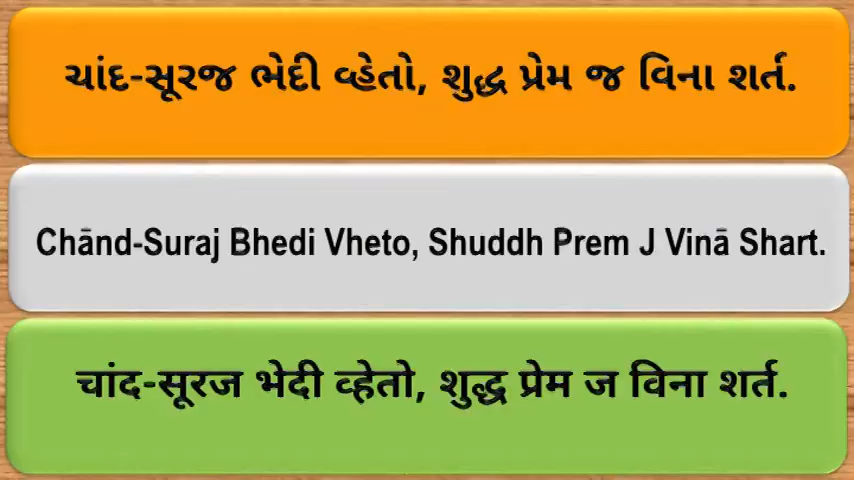 ચાંદ-સૂરજ ભેદી વ્હેતો, શુદ્ધ પ્રેમ જ વિના શર્ત.
Chānd-Suraj Bhedi Vheto, Shuddh Prem J Vinā Shart.
चांद-सूरज भेदी व्हेतो, शुद्ध प्रेम ज विना शर्त.